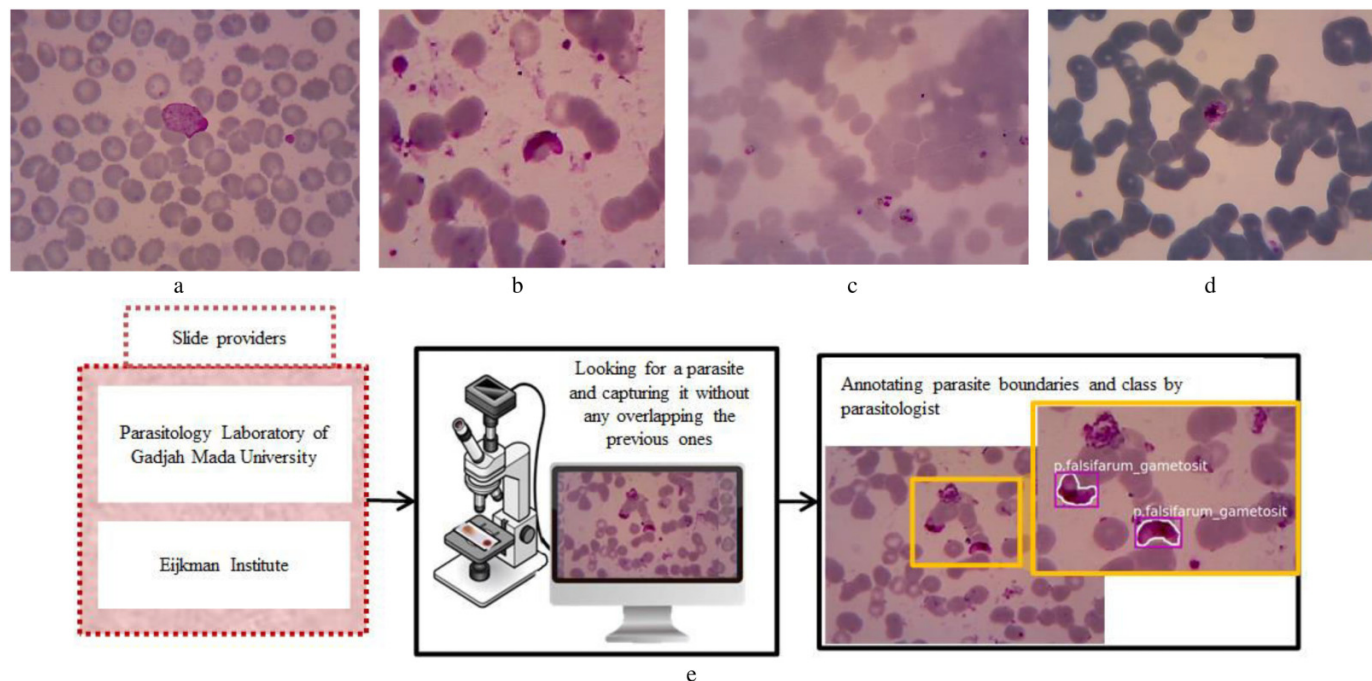 a
b
c
d
Slide providers
Parasitology Laboratory of
Gadjah Mada University
Eijkman Institute
Looking for a parasite
and capturing it without
any overlapping the
previous ones
Annotating parasite boundaries and class by
parasitologist
p.falsifarum_gametosit
p.falsifarum_gametosit
e